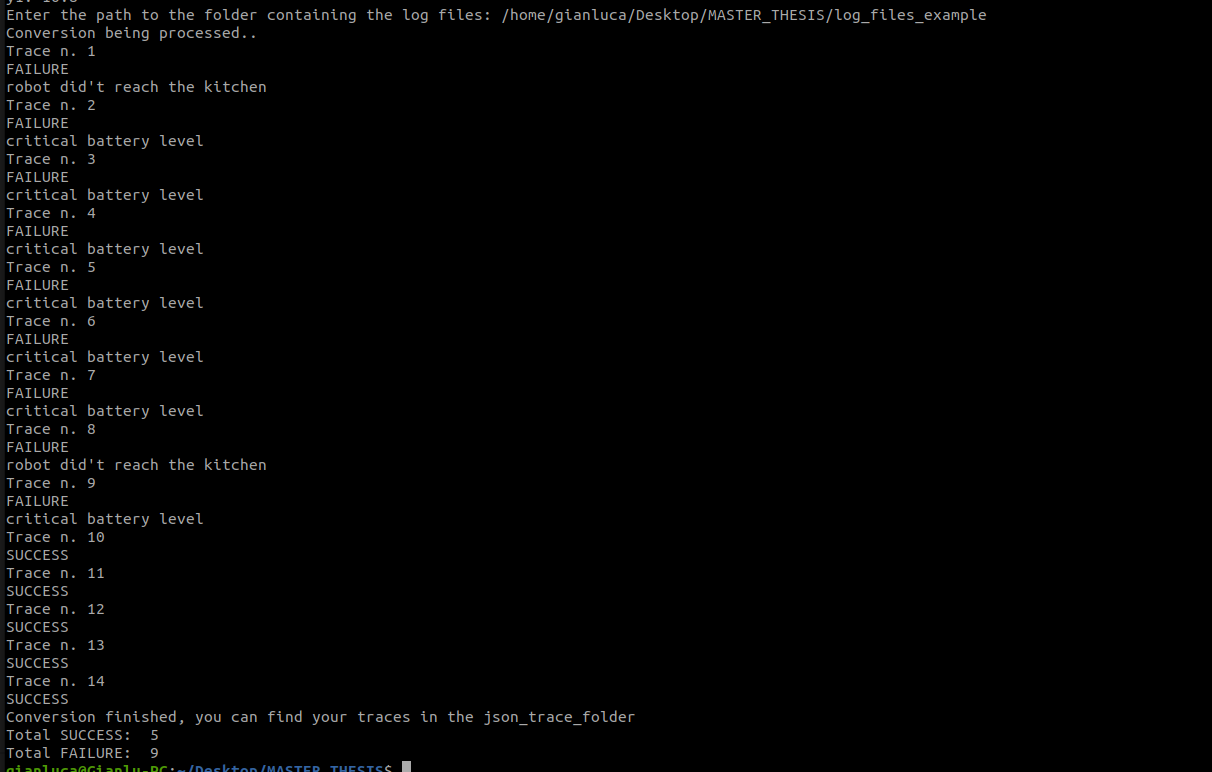 Enter the path to the folder containing the log files: /home/gianluca/Desktop/MASTER_THESIS/log_files_example
Conversion being processed..
Trace n. 1
FAILURE
robot did't reach the kitchen
Trace n. 2
FAILURE
critical battery level
Trace n. 3
FAILURE
critical battery level
Trace n. 4
FAILURE
critical battery level
Trace n. 5
FAILURE
critical battery level
Trace n. 6
FAILURE
critical battery level
Trace n. 7
FAILURE
critical battery level
Trace n. 8
FAILURE
robot did't reach the kitchen
Trace n. 9
FAILURE
critical battery level
Trace n. 10
SUCCESS
Trace n. 11
SUCCESS
Trace n. 12
SUCCESS
Trace n. 13
SUCCESS
Trace n. 14
SUCCESS
Conversion finished, you can find your traces in the json_trace_folder
Total SUCCESS:  5
Total FAILURE:  9
gianluca@Gianlu-PC:~/Desktop/MASTER_THESIS$